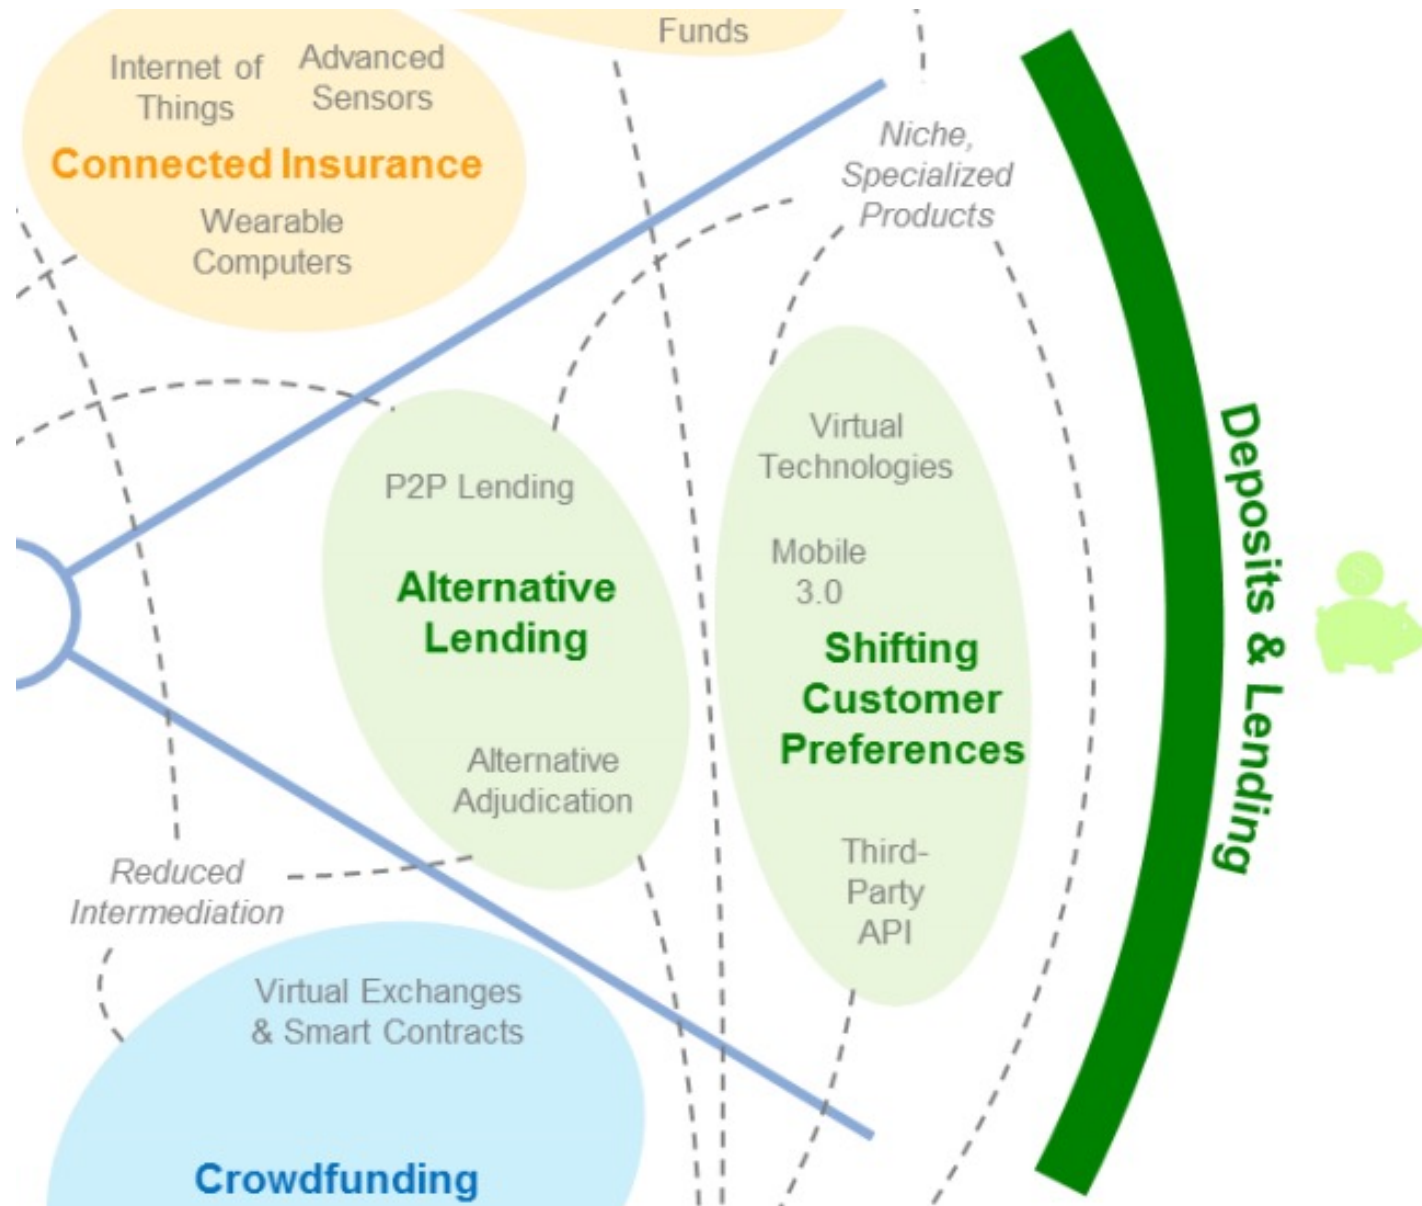 Funds
Internet of
Things
Advanced
Sensors
Connected Insurance
Wearable
Computers
Niche,
Specialized
Products
P2P Lending
Alternative
Lending
Alternative
Adjudication
Virtual
Technologies
Mobile
3.0
Shifting
Customer
Preferences
Third-
Party
API
Deposits & Lending
Reduced
Intermediation
Virtual Exchanges
& Smart Contracts
Crowdfunding